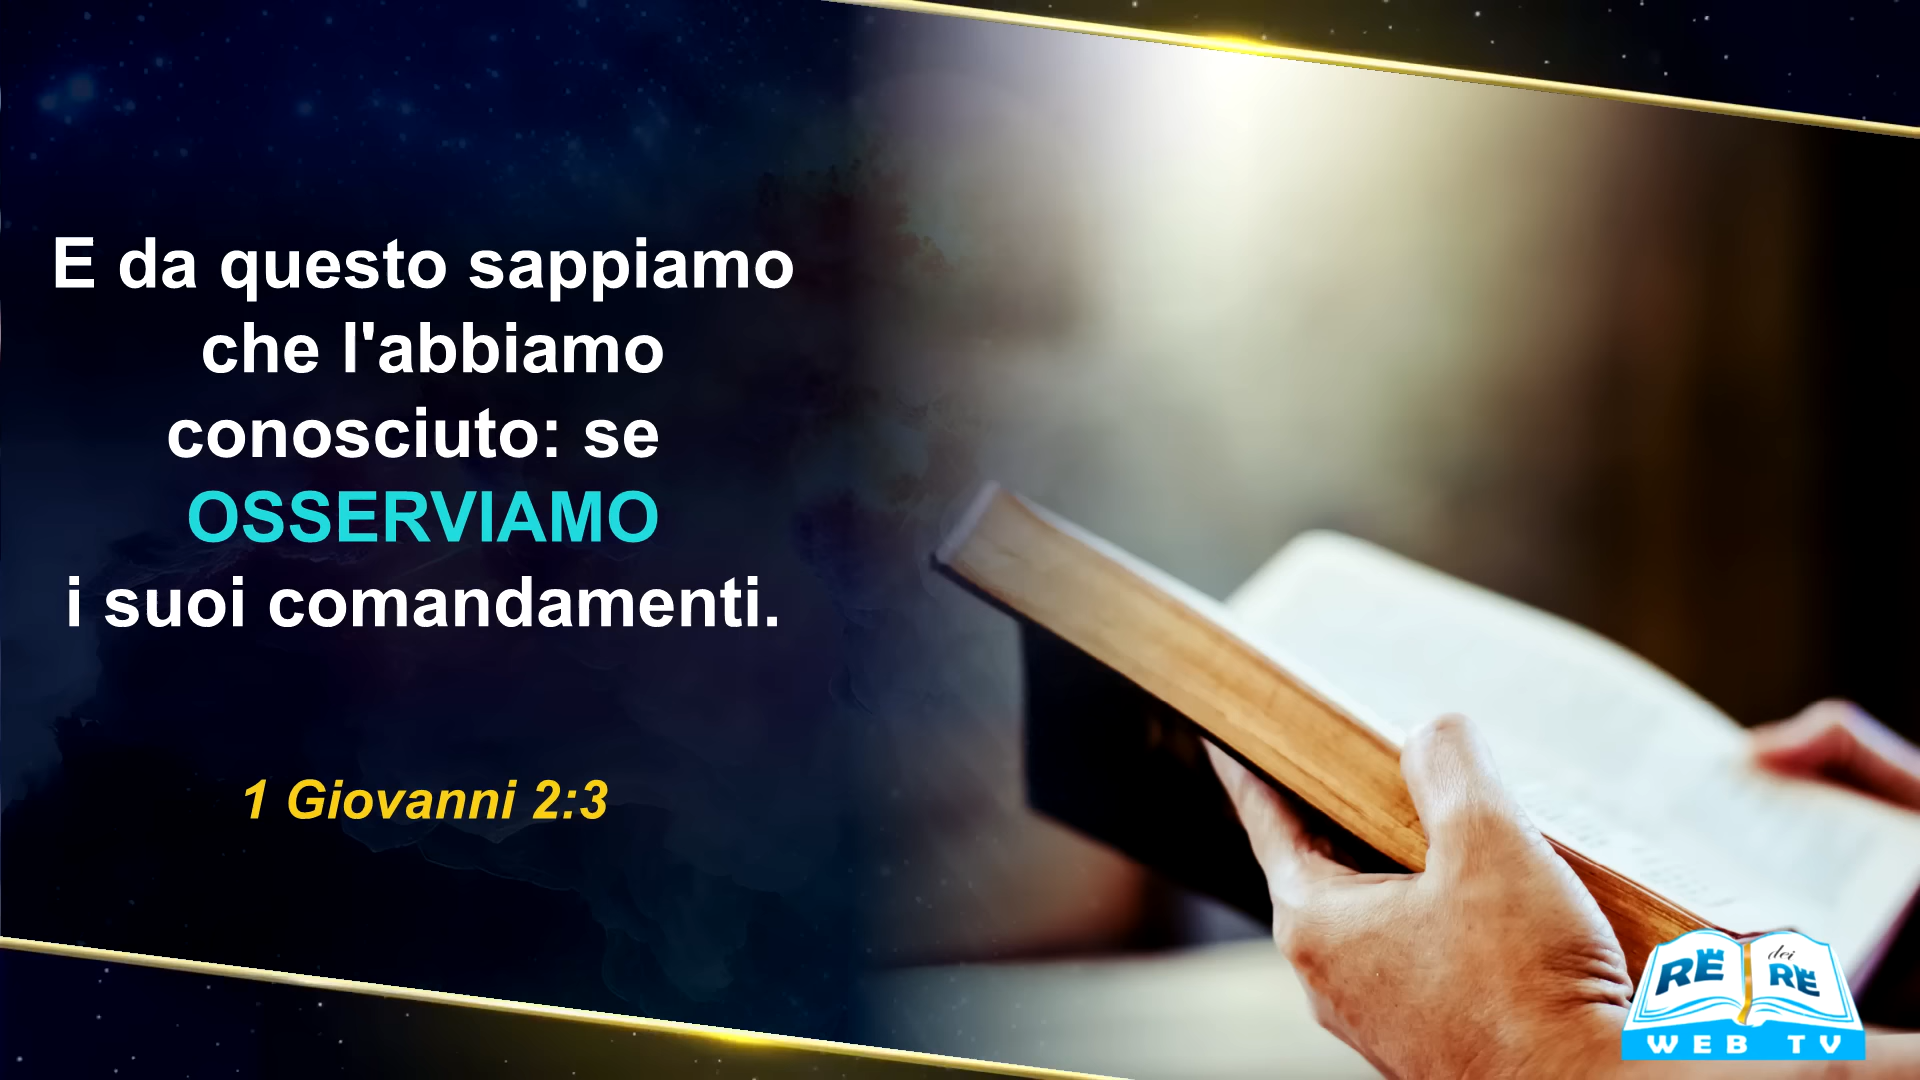 E da questo sappiamo
che l'abbiamo
conosciuto: se
OSSERVIAMO
i suoi comandamenti.
1 Giovanni 2:3
RE dei RE
WEB TV